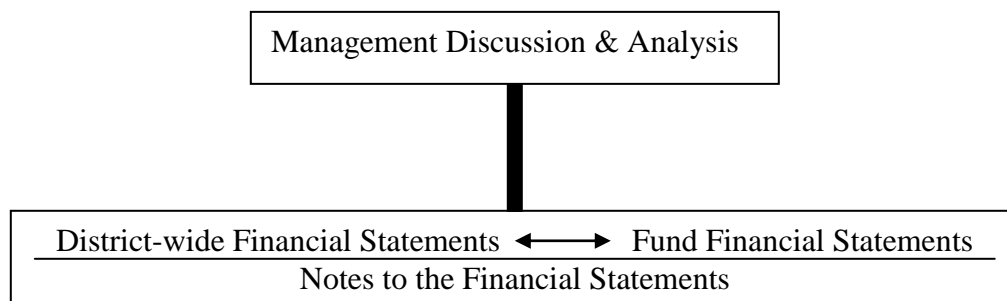 Management Discussion & Analysis
District-wide Financial Statements Fund Financial Statements
Notes to the Financial Statements